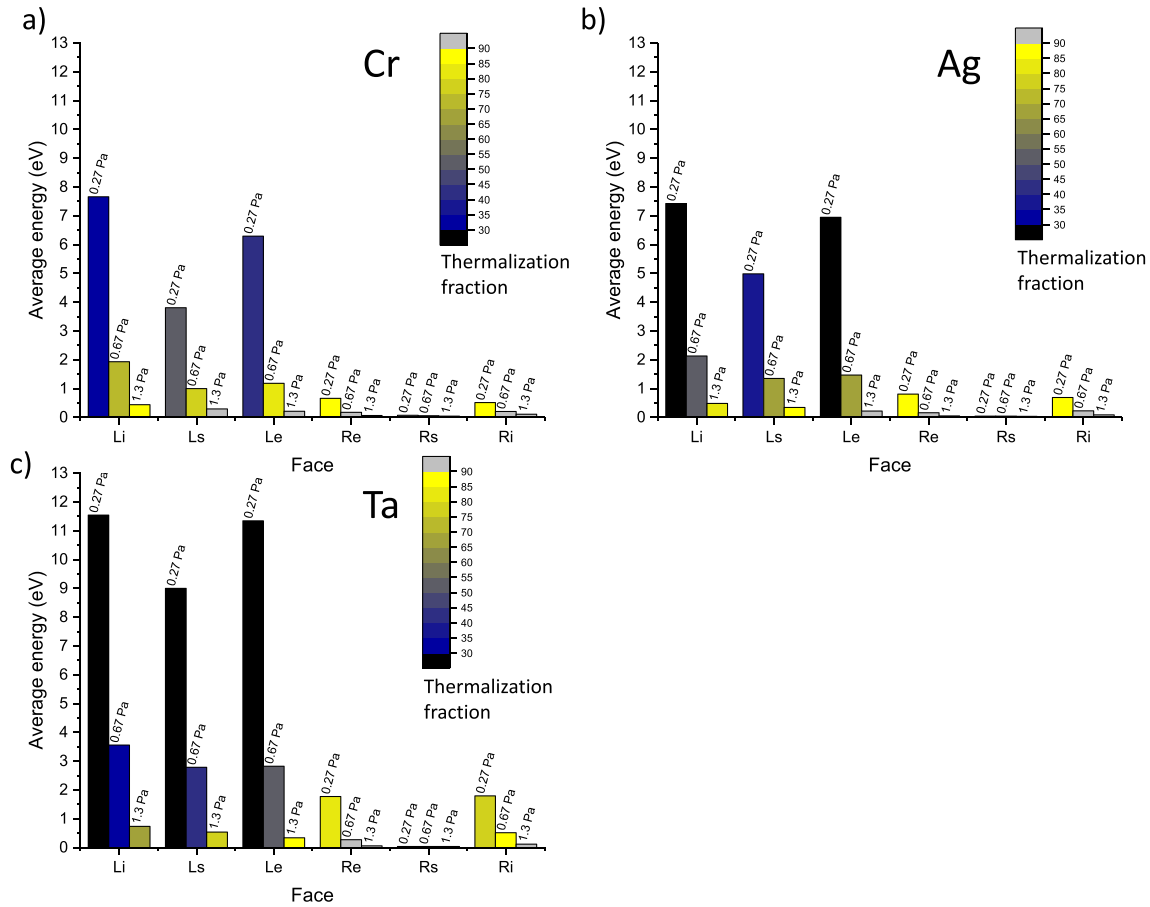 a)
Cr
13
12
11
10
9
8
7
6
5
4
3
2
1
0
Average energy (eV)
0.27 Pa
0.67 Pa
1.3 Pa
0.27 Pa
0.67 Pa
1.3 Pa
0.27 Pa
0.67 Pa
1.3 Pa
0.27 Pa
0.67 Pa
1.3 Pa
0.27 Pa
0.67 Pa
1.3 Pa
0.27 Pa
0.67 Pa
1.3 Pa
Li Ls Le Re Rs Ri
Face
90
85
80
75
70
65
60
55
50
45
40
35
30
Thermalization
fraction
b)
Ag
13
12
11
10
9
8
7
6
5
4
3
2
1
0
Average energy (eV)
0.27 Pa
0.67 Pa
1.3 Pa
0.27 Pa
0.67 Pa
1.3 Pa
0.27 Pa
0.67 Pa
1.3 Pa
0.27 Pa
0.67 Pa
1.3 Pa
0.27 Pa
0.67 Pa
1.3 Pa
0.27 Pa
0.67 Pa
1.3 Pa
Li Ls Le Re Rs Ri
Face
90
85
80
75
70
65
60
55
50
45
40
35
30
Thermalization
fraction
c)
Ta
13
12
11
10
9
8
7
6
5
4
3
2
1
0
Average energy (eV)
0.27 Pa
0.67 Pa
1.3 Pa
0.27 Pa
0.67 Pa
1.3 Pa
0.27 Pa
0.67 Pa
1.3 Pa
0.27 Pa
0.67 Pa
1.3 Pa
0.27 Pa
0.67 Pa
1.3 Pa
0.27 Pa
0.67 Pa
1.3 Pa
Li Ls Le Re Rs Ri
Face
90
85
80
75
70
65
60
55
50
45
40
35
30
Thermalization
fraction